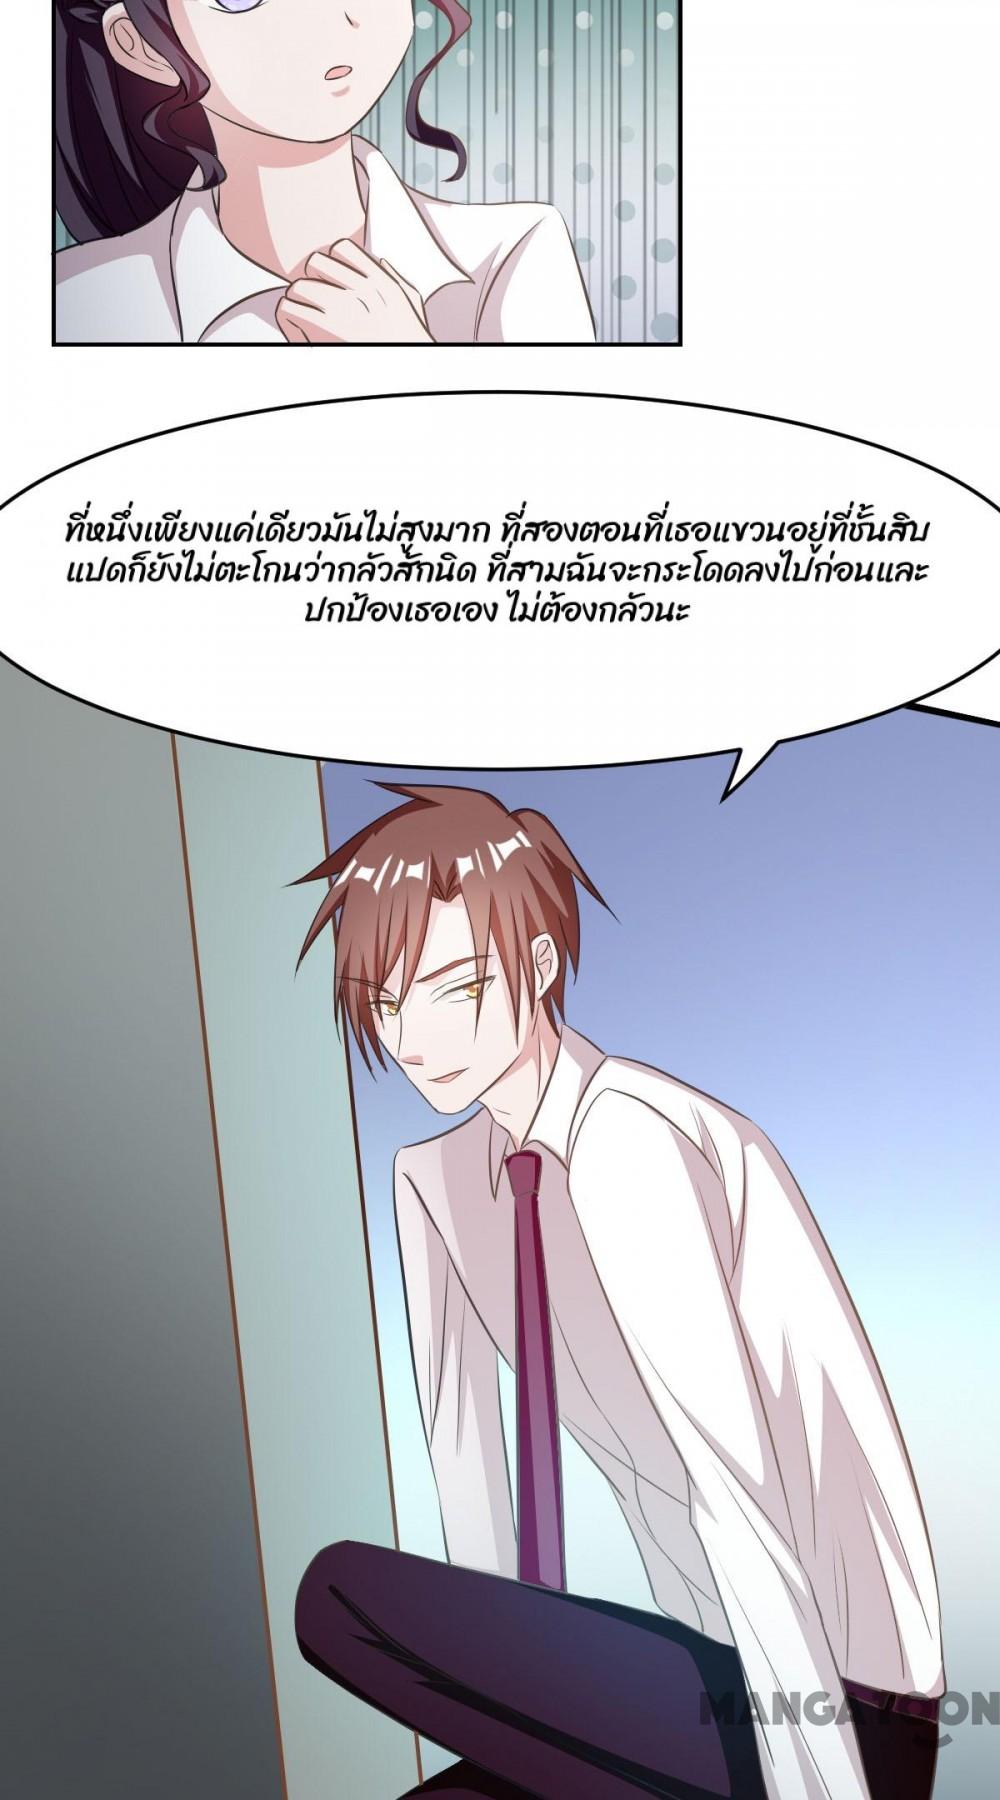 ที่หนึ่งเพียงแค่เดียวมันไม่สูงมาก ที่สองตอนที่เธอแขวนอยู่ที่ชั้นสิบ
แปดก็ยังไม่ตะโกนว่ากลัวสักนิด ที่สามฉันจะกระโดดลงไปก่อนและ
ปกป้องเธอเอง ไม่ต้องกลัวนะ
MANGATOON